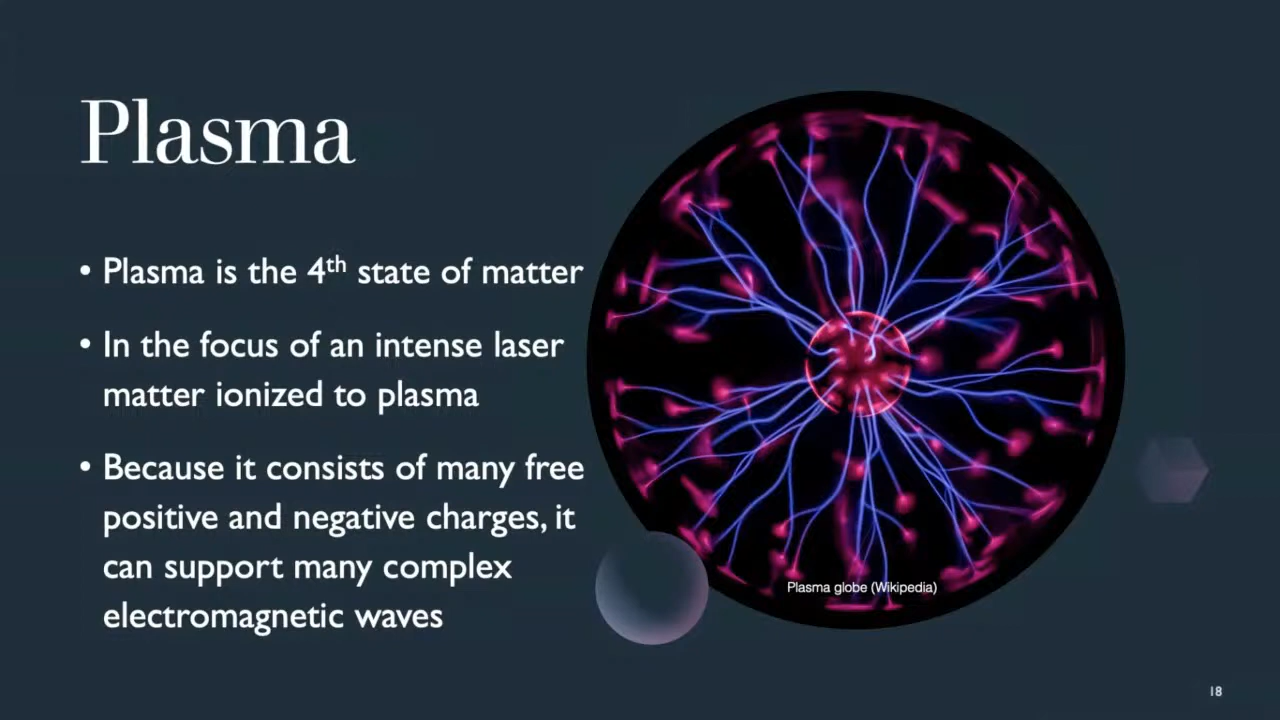 Plasma
• Plasma is the 4th state of matter
• In the focus of an intense laser
matter ionized to plasma
• Because it consists of many free
positive and negative charges, it
can support many complex
electromagnetic waves
Plasma globe (Wikipedia)
18